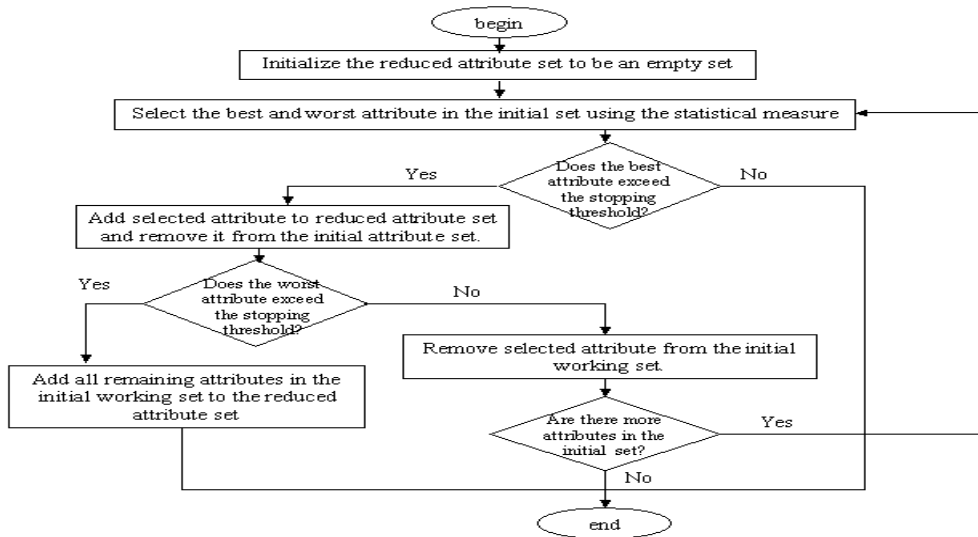 begin
Initialize the reduced attribute set to be an empty set
Select the best and worst attribute in the initial set using the statistical measure
Does the best
attribute exceed
the stopping
threshold?
Yes
No
Add selected attribute to reduced attribute set
and remove it from the initial attribute set.
Does the worst
attribute exceed
the stopping
threshold?
Yes
No
Add all remaining attributes in the
initial working set to the reduced
attribute set
Remove selected attribute from the initial
working set.
Are there more
attributes in the
initial set?
Yes
No
end